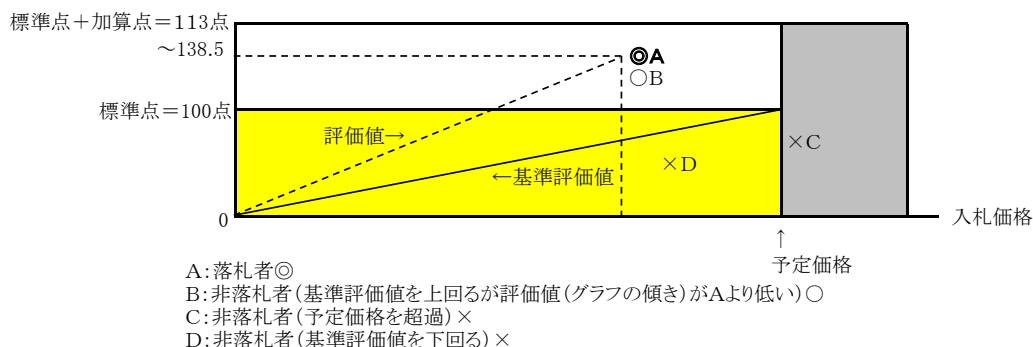 標準点＋加算点＝113点
～138.5
◎A
○B
標準点＝100点
評価値→
×C
×D
←基準評価値
0
入札価格
↑
予定価格
A：落札者◎
B：非落札者（基準評価値を上回るが評価値（グラフの傾き）がAより低い）○
C：非落札者（予定価格を超過）×
D：非落札者（基準評価値を下回る）×